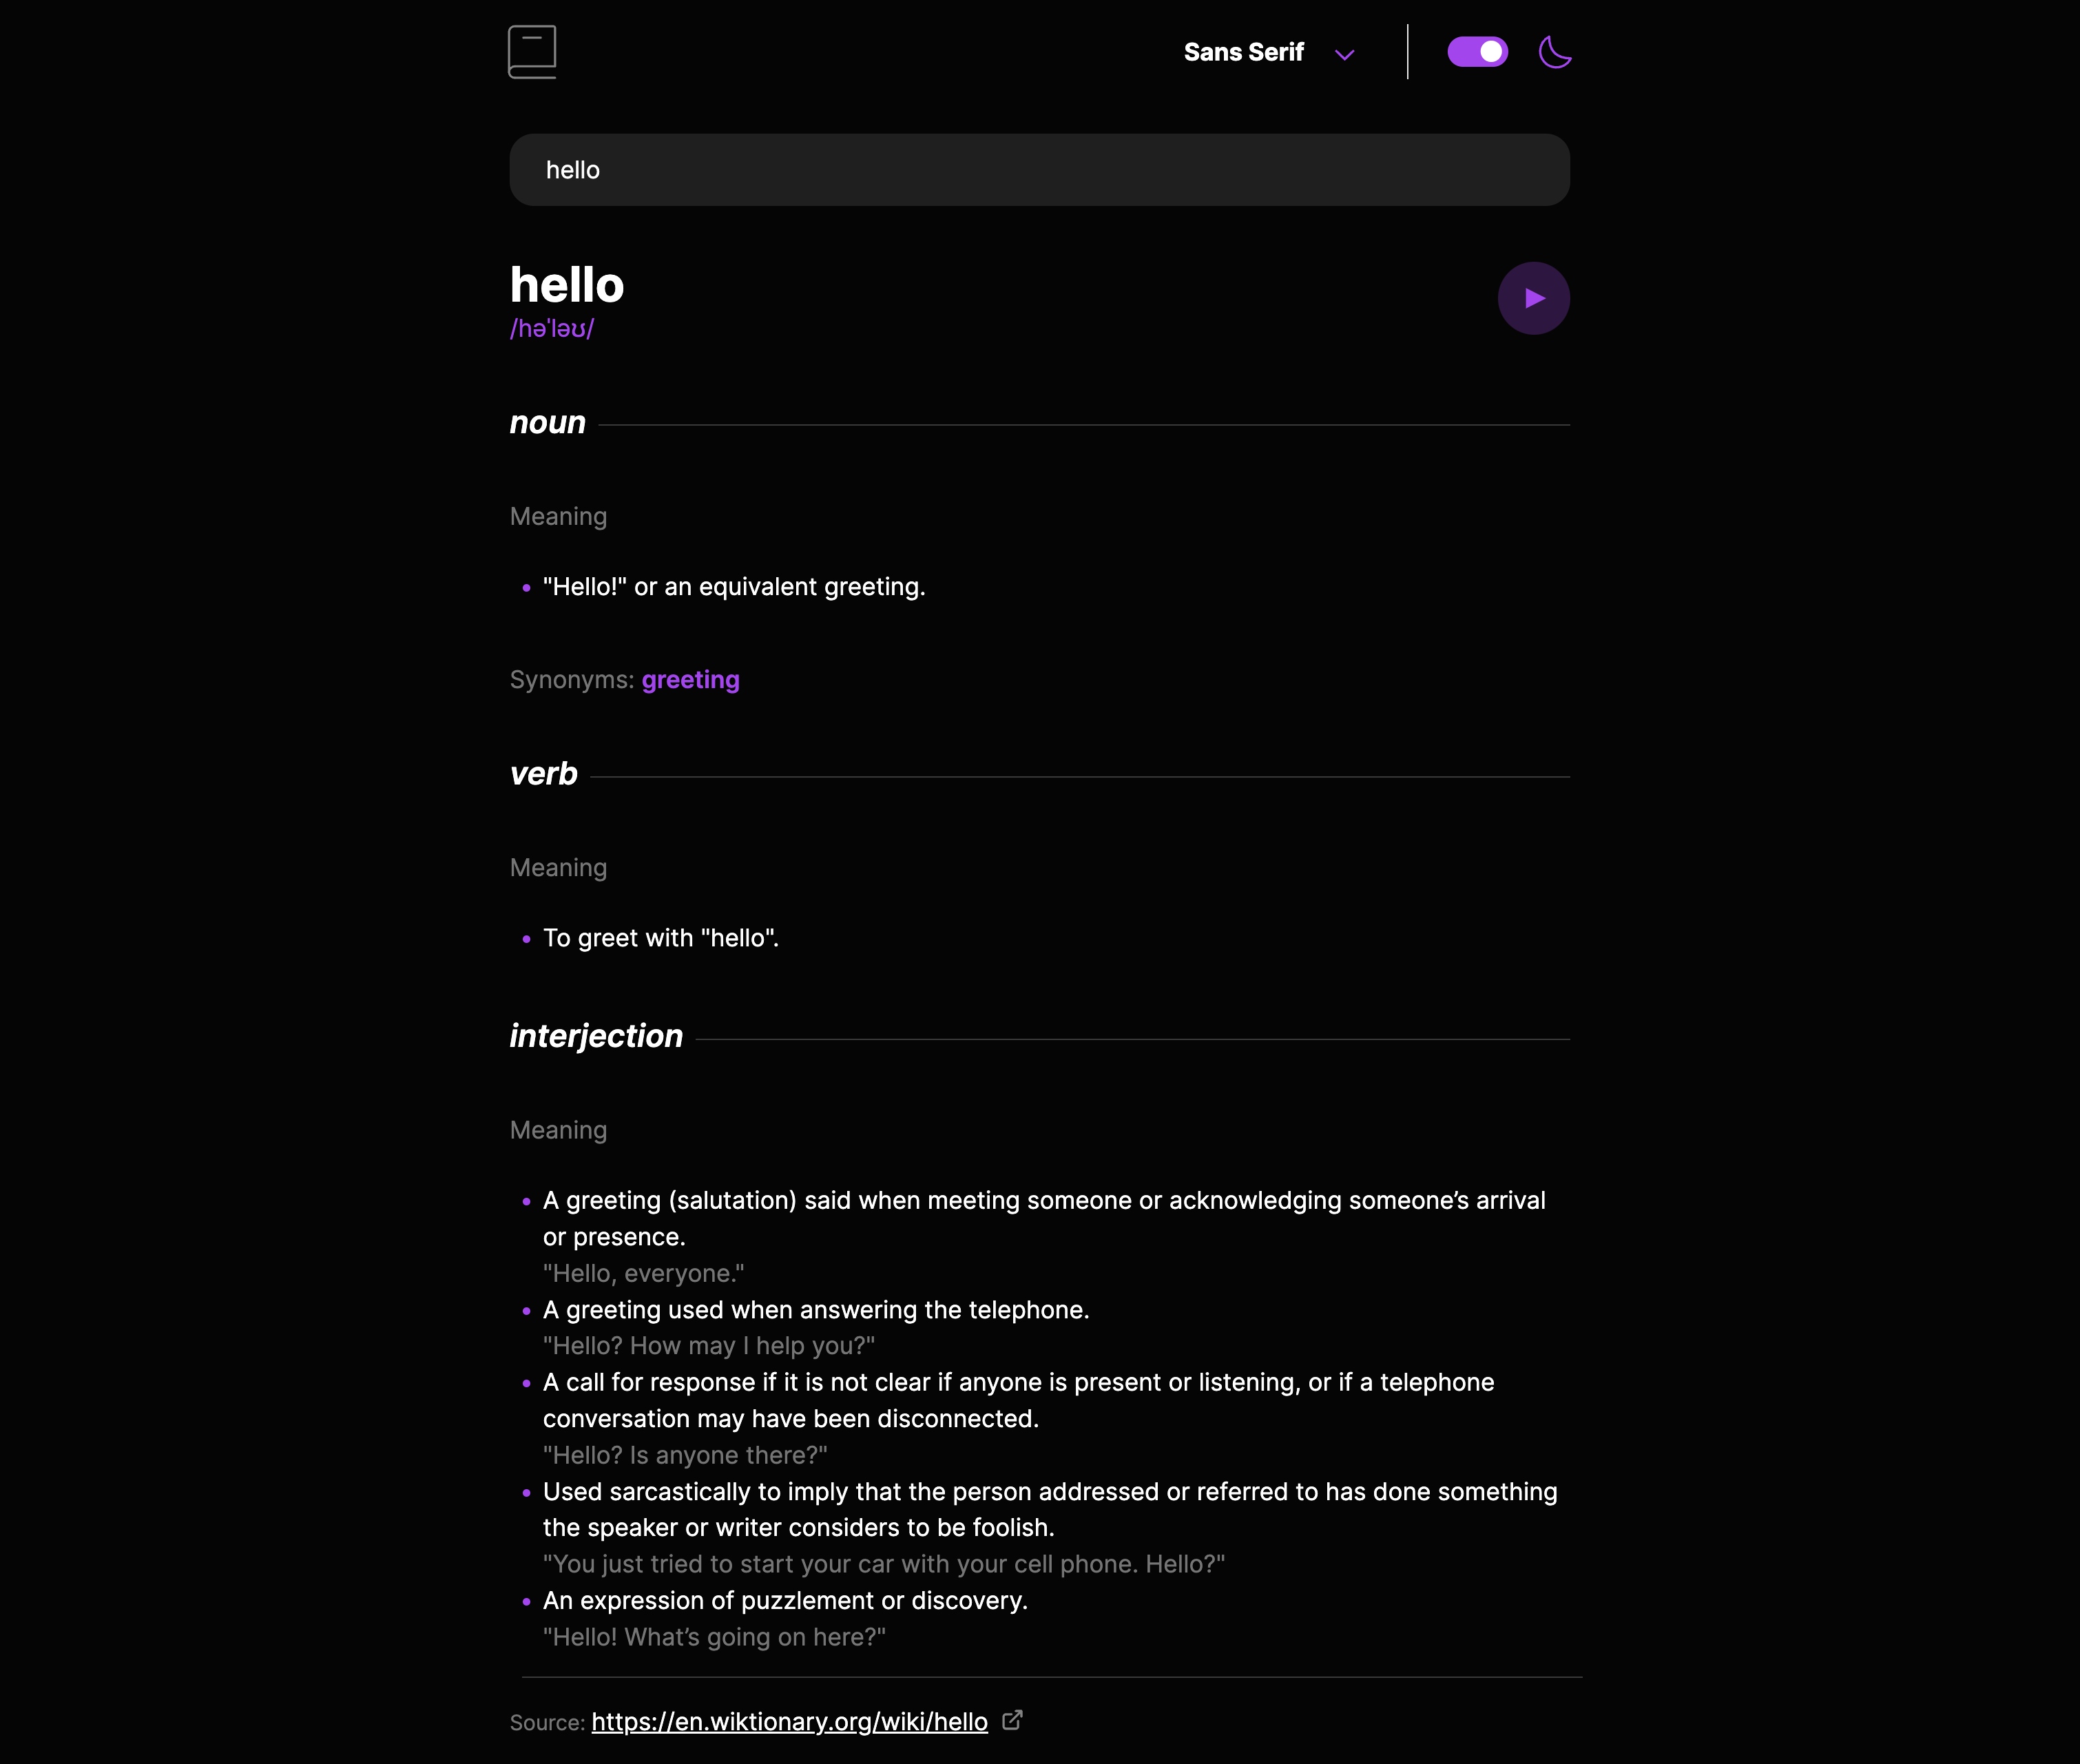 Sans Serif
hello
hello
/həˈləʊ/
noun
Meaning
"Hello!" or an equivalent greeting.
Synonyms: greeting
verb
Meaning
To greet with "hello".
interjection
Meaning
A greeting (salutation) said when meeting someone or acknowledging someone’s arrival
or presence.
"Hello, everyone."
A greeting used when answering the telephone.
"Hello? How may I help you?"
A call for response if it is not clear if anyone is present or listening, or if a telephone
conversation may have been disconnected.
"Hello? Is anyone there?"
Used sarcastically to imply that the person addressed or referred to has done something
the speaker or writer considers to be foolish.
"You just tried to start your car with your cell phone. Hello?"
An expression of puzzlement or discovery.
"Hello! What’s going on here?"
Source: https://en.wiktionary.org/wiki/hello